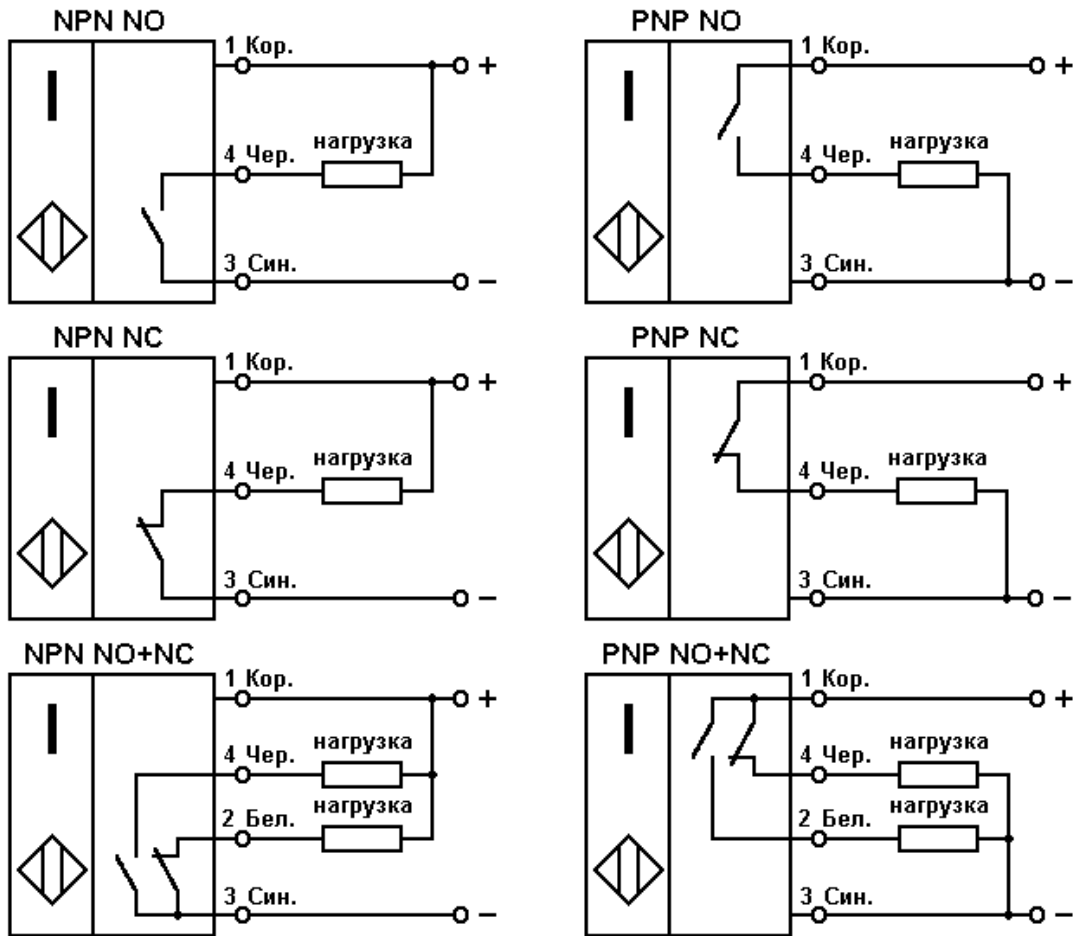 NPN NO
1 Кор.
+
4 Чер.
нагрузка
3 Син.
−
PNP NO
1 Кор.
+
4 Чер.
нагрузка
3 Син.
−
NPN NC
1 Кор.
+
4 Чер.
нагрузка
3 Син.
−
PNP NC
1 Кор.
+
4 Чер.
нагрузка
3 Син.
−
NPN NO+NC
1 Кор.
+
4 Чер.
нагрузка
2 Бел.
нагрузка
3 Син.
−
PNP NO+NC
1 Кор.
+
4 Чер.
нагрузка
2 Бел.
нагрузка
3 Син.
−